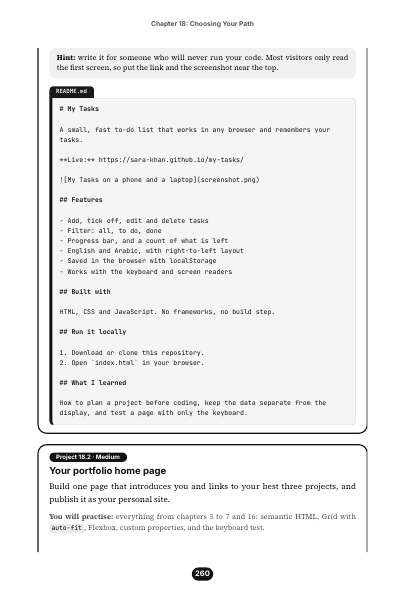 Chapter 18: Choosing Your Path
Hint: write it for someone who will never run your code. Most visitors only read
the first screen, so put the link and the screenshot near the top.
README.md
# My Tasks
A small, fast to-do list that works in any browser and remembers your
tasks.
**Live:** https://sara-khan.github.io/my-tasks/
![My Tasks on a phone and a laptop](screenshot.png)
## Features
- Add, tick off, edit and delete tasks
- Filter: all, to do, done
- Progress bar, and a count of what is left
- English and Arabic, with right-to-left layout
- Saved in the browser with localStorage
- Works with the keyboard and screen readers
## Built with
HTML, CSS and JavaScript. No frameworks, no build step.
## Run it locally
1. Download or clone this repository.
2. Open `index.html` in your browser.
## What I learned
How to plan a project before coding, keep the data separate from the
display, and test a page with only the keyboard.
Project 18.2 · Medium
Your portfolio home page
Build one page that introduces you and links to your best three projects, and
publish it as your personal site.
You will practise: everything from chapters 5 to 7 and 16: semantic HTML, Grid with
auto-fit, Flexbox, custom properties, and the keyboard test.
260